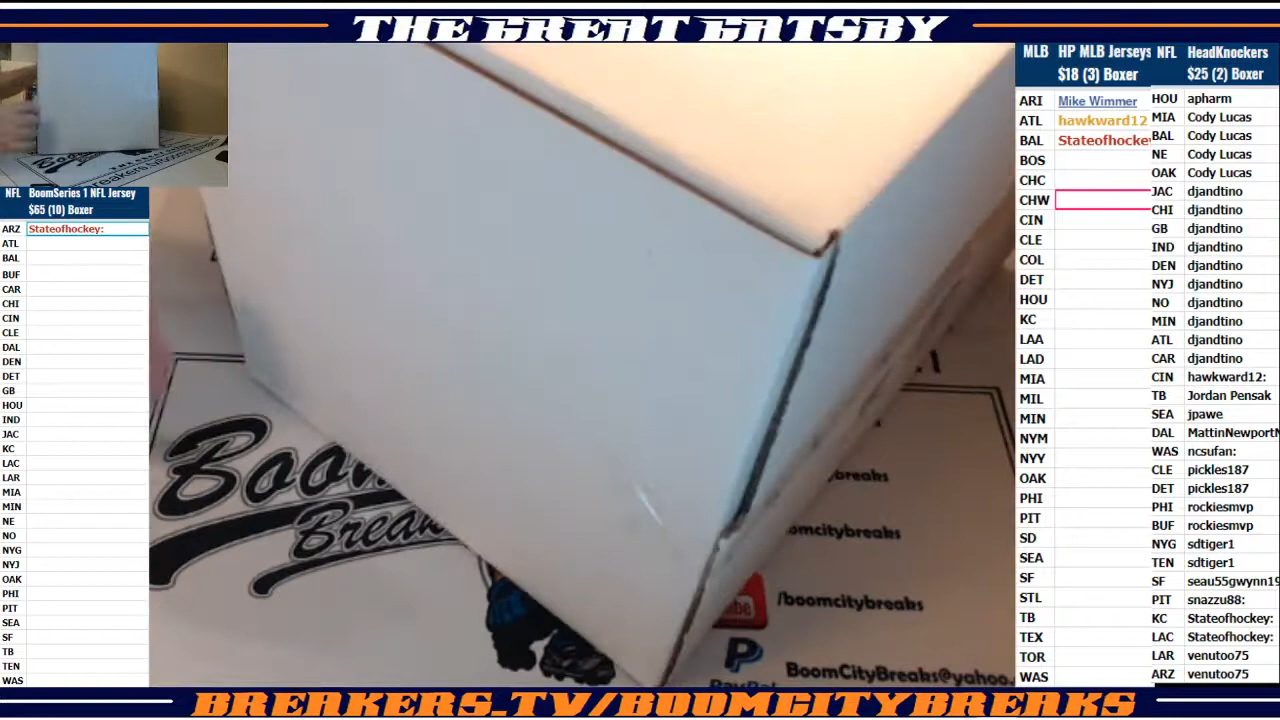 THE GREAT GATSBY
MLB HP MLB Jerseys
$18 (3) Boxer
ARI Mike Wimmer
ATL hawkward12
BAL Stateofhockey
BOS
CHC
CHW
CIN
CLE
COL
DET
HOU
KC
LAA
LAD
MIA
MIL
MIN
NYM
NYY
OAK
PHI
PIT
SD
SEA
SF
STL
TB
TEX
TOR
WAS
NFL HeadKnockers
$25 (2) Boxer
HOU apharm
MIA Cody Lucas
BAL Cody Lucas
NE Cody Lucas
OAK Cody Lucas
JAC djandtino
CHI djandtino
GB djandtino
IND djandtino
DEN djandtino
NYJ djandtino
NO djandtino
MIN djandtino
ATL djandtino
CAR djandtino
CIN hawkward12:
TB Jordan Pensak
SEA jpawe
DAL MattinNewport
WAS ncsufan:
CLE pickles187
DET pickles187
PHI rockiesmvp
BUF rockiesmvp
NYG sdtiger1
TEN sdtiger1
SF seau55gwynn19
PIT snazzu88:
KC Stateofhockey:
LAC Stateofhockey:
LAR venutoo75
ARZ venutoo75
NFL BoomSeries 1 NFL Jersey
$65 (10) Boxer
ARZ Stateofhockey:
ATL
BAL
BUF
CAR
CHI
CIN
CLE
DAL
DEN
DET
GB
HOU
IND
JAC
KC
LAC
LAR
MIA
MIN
NE
NO
NYG
NYJ
OAK
PHI
PIT
SEA
SF
TB
TEN
WAS
Boom
Break
breaks
omcitybreaks
/boomcitybreaks
BoomCityBreaks@yahoo.
PayPal
BREAKERS.TV/BOOMCITYBREAKS